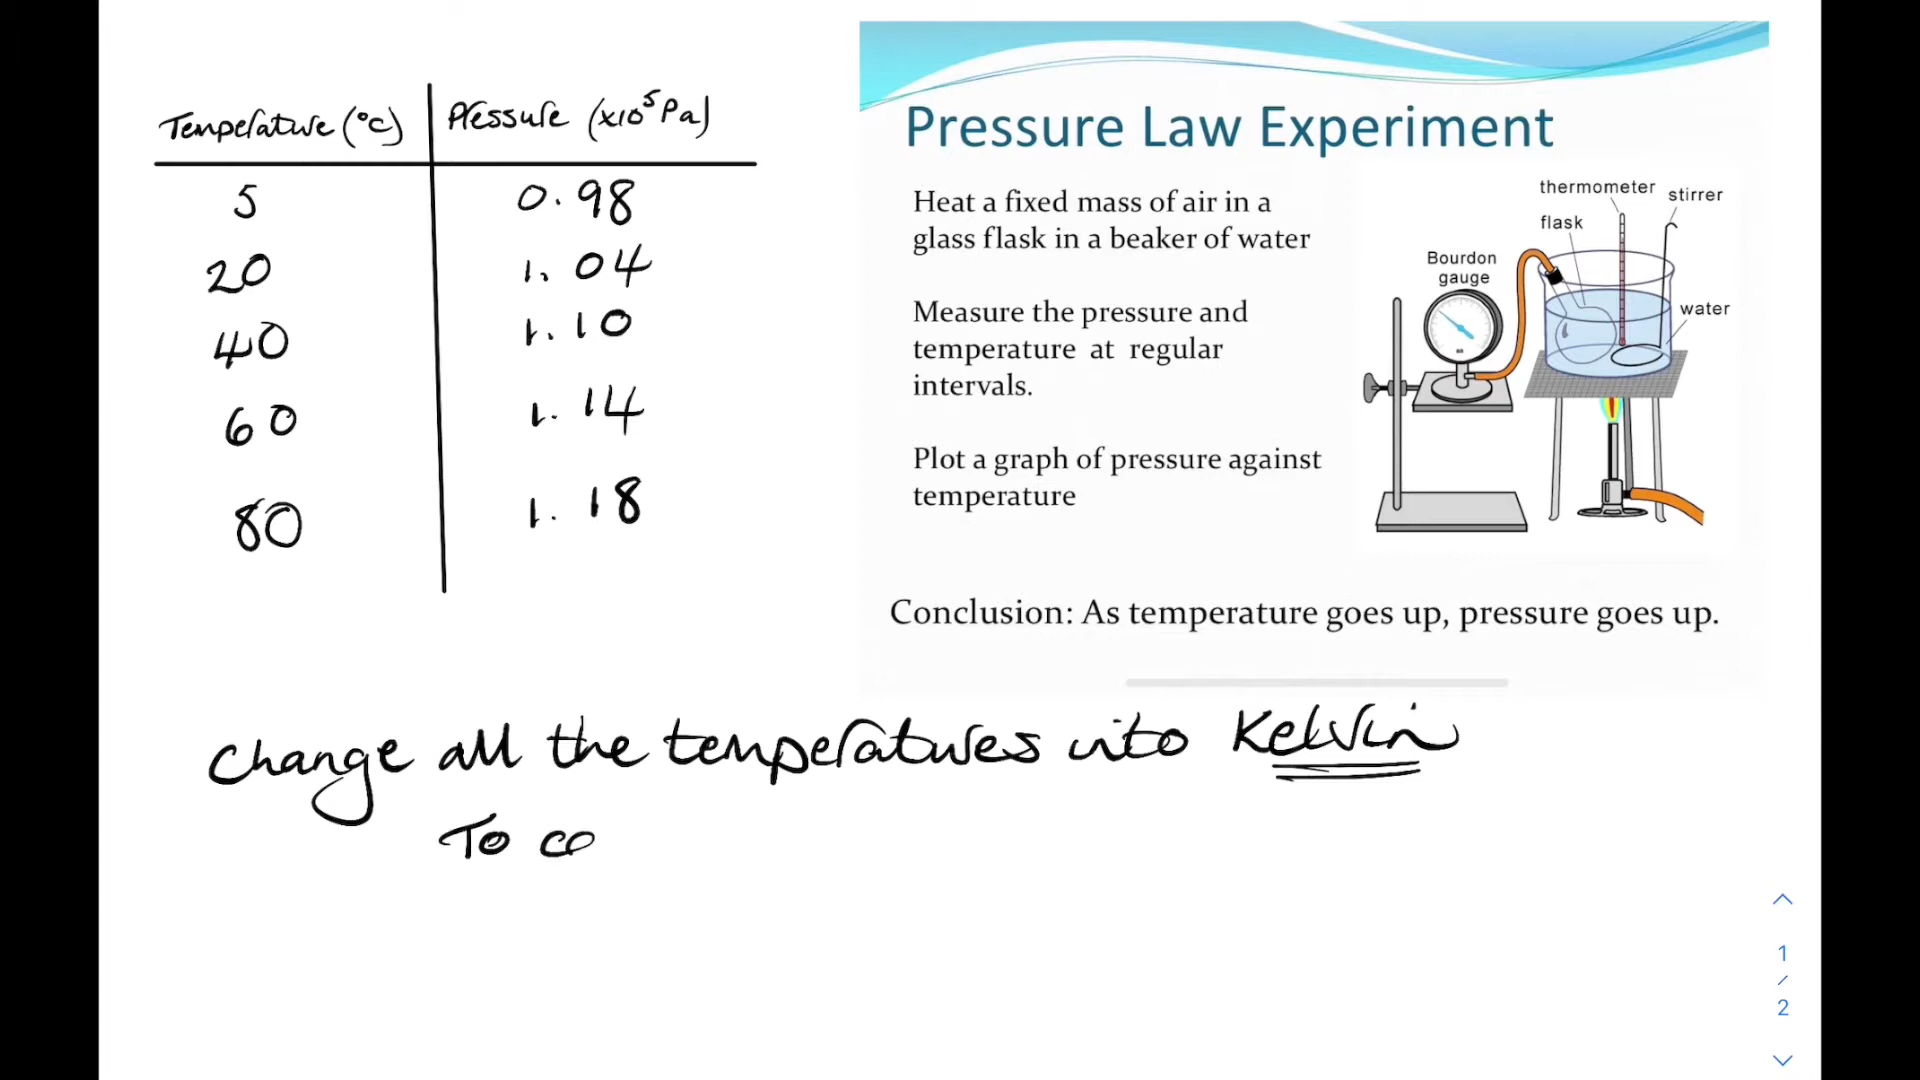 Temperature (°C) Pressure (x10⁵ Pa)
5 0.98
20 1.04
40 1.10
60 1.14
80 1.18
Pressure Law Experiment
Heat a fixed mass of air in a
glass flask in a beaker of water
Measure the pressure and
temperature at regular
intervals.
Plot a graph of pressure against
temperature
thermometer
stirrer
flask
Bourdon
gauge
water
Conclusion: As temperature goes up, pressure goes up.
Change all the temperatures into Kelvin
To co
1
/
2